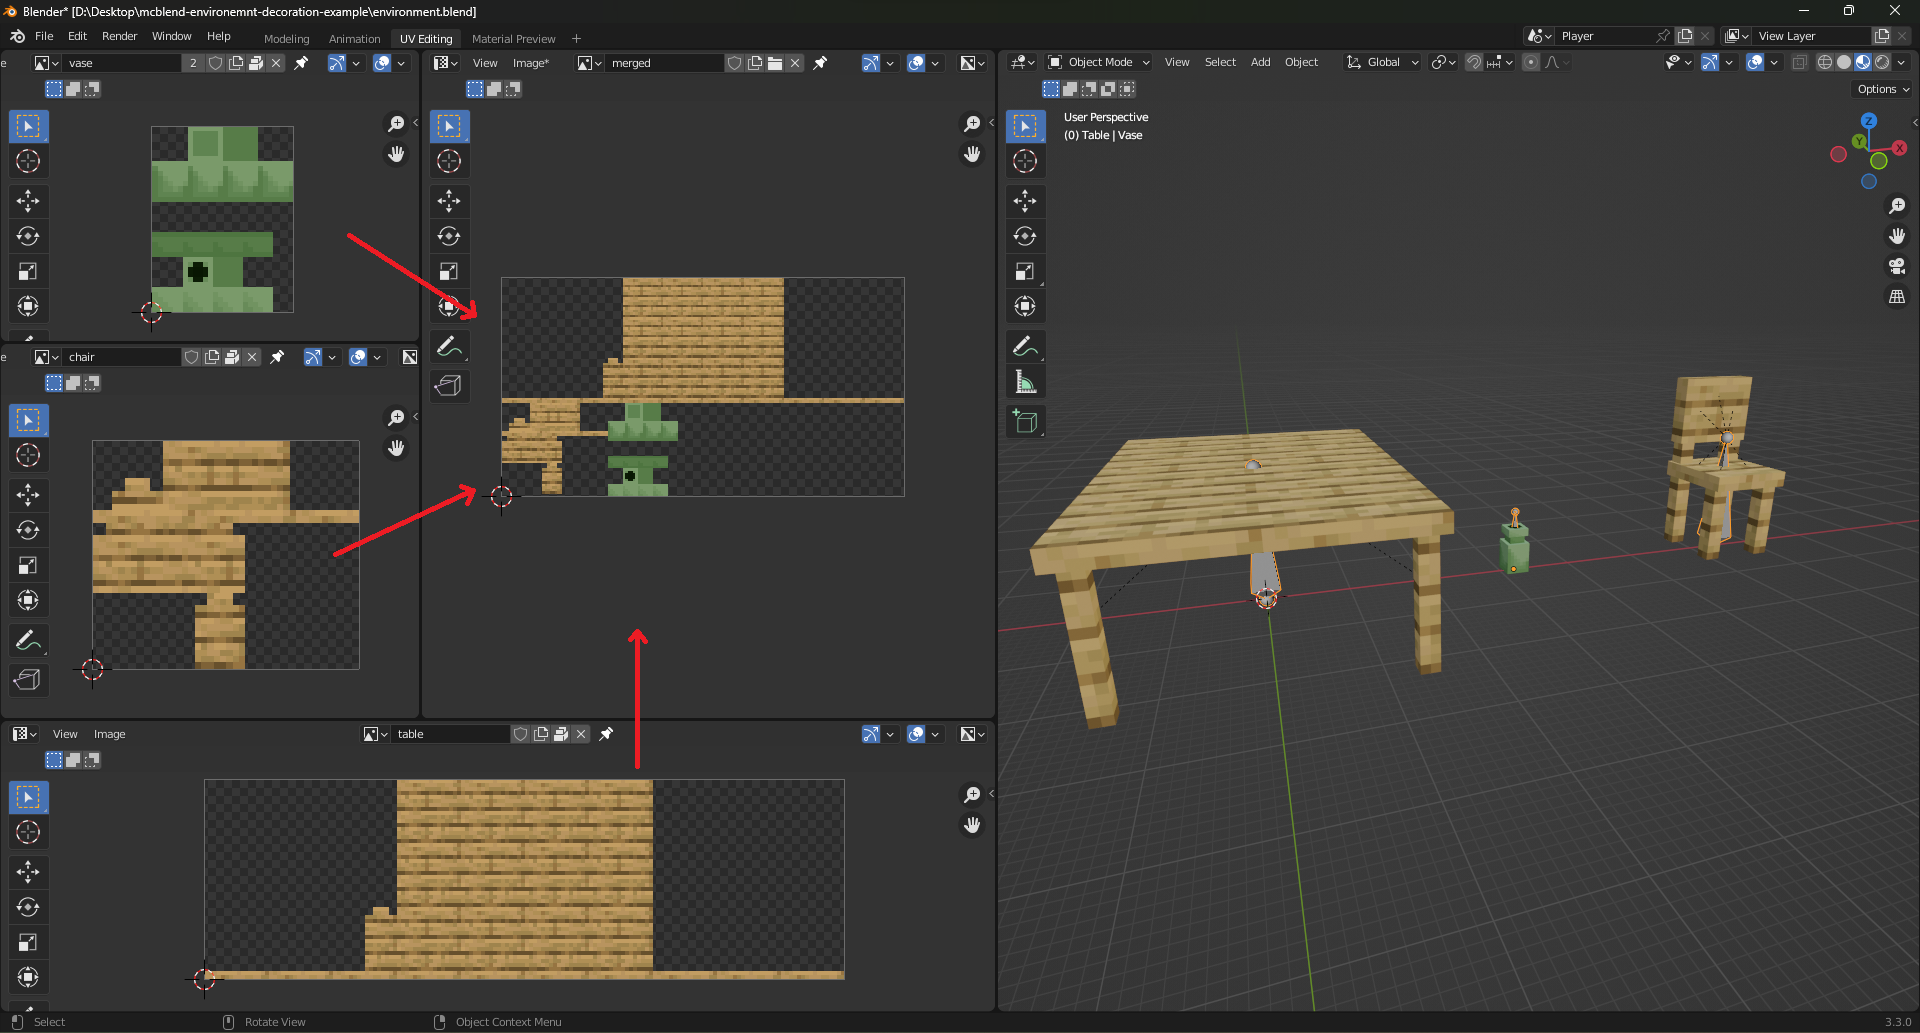 Blender* [D:\Desktop\mcblend-environemnt-decoration-example\environment.blend]
File Edit Render Window Help Modeling Animation UV Editing Material Preview + Player View Layer
e vase 2
View Image* merged
Object Mode View Select Add Object Global
Options
User Perspective
(0) Table | Vase
Z
Y
X
e chair
View Image table
Select Rotate View Object Context Menu 3.3.0